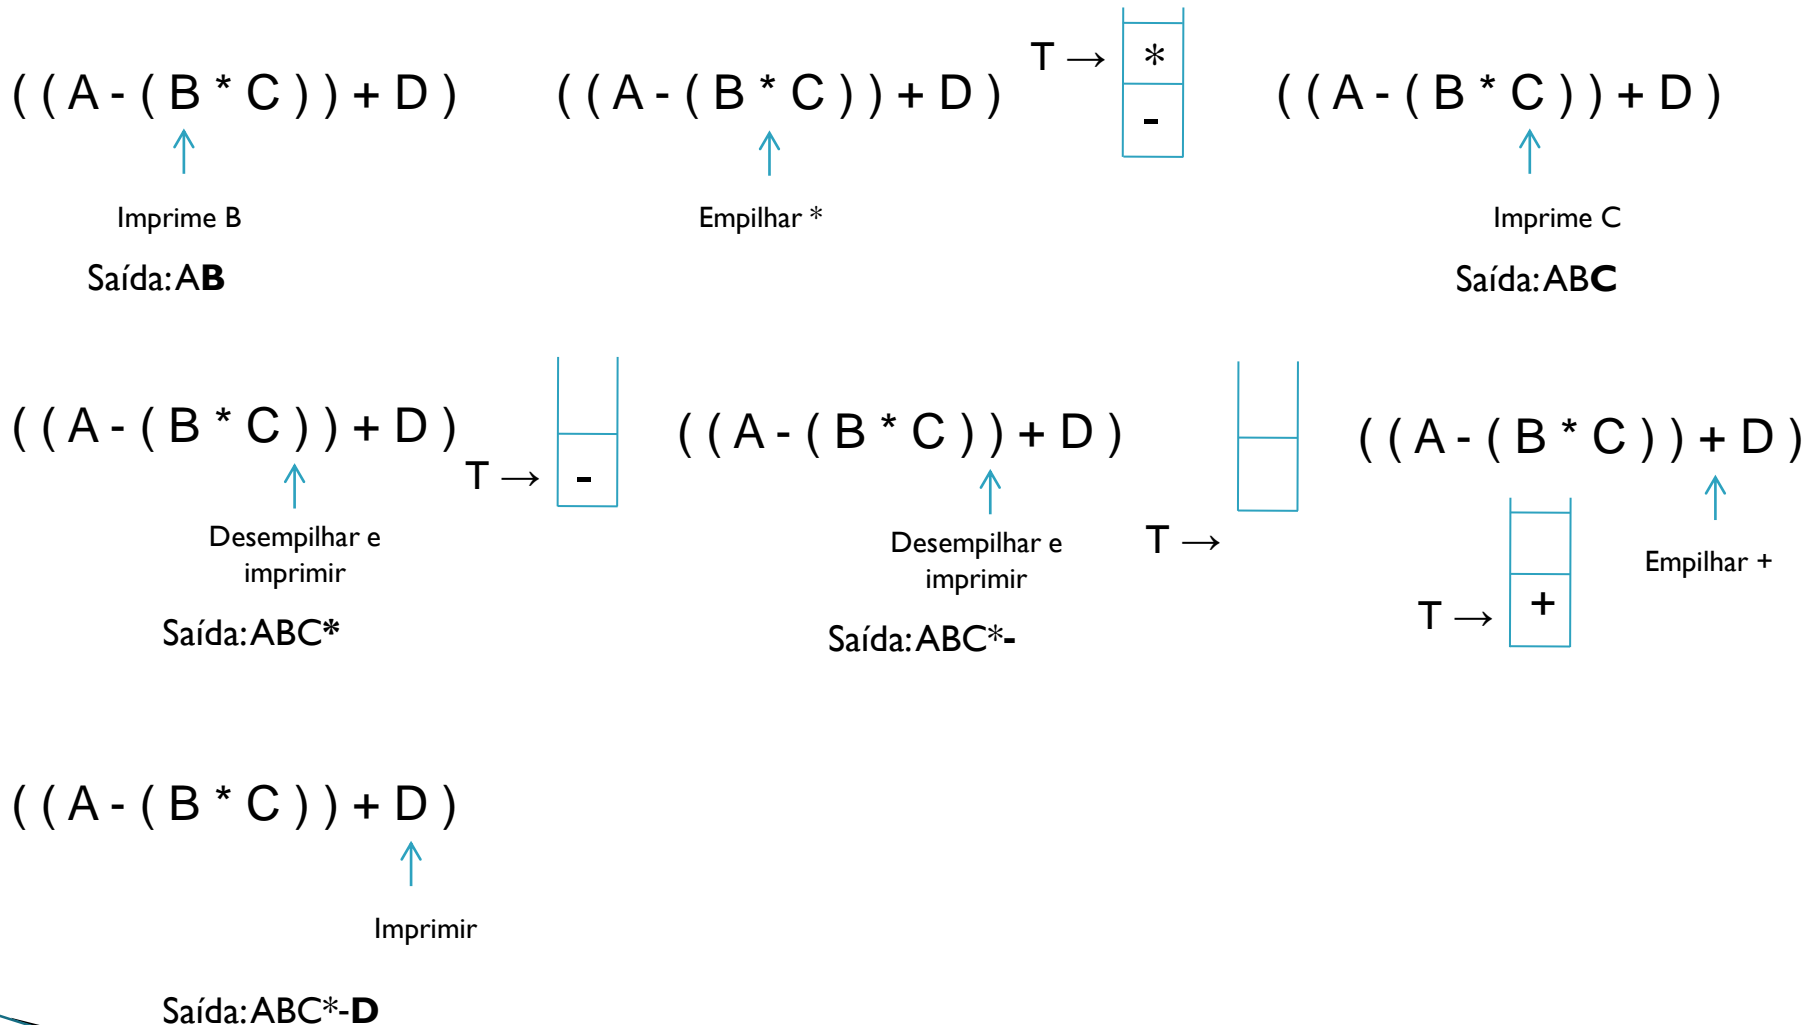 ( ( A - ( B * C ) ) + D )
Imprime B
Saída: AB
( ( A - ( B * C ) ) + D )
Empilhar *
T → *
-
( ( A - ( B * C ) ) + D )
Imprime C
Saída: ABC
( ( A - ( B * C ) ) + D )
Desempilhar e
imprimir
Saída: ABC*
T → -
( ( A - ( B * C ) ) + D )
Desempilhar e
imprimir
Saída: ABC*-
T →
( ( A - ( B * C ) ) + D )
Empilhar +
T → +
( ( A - ( B * C ) ) + D )
Imprimir
Saída: ABC*-D